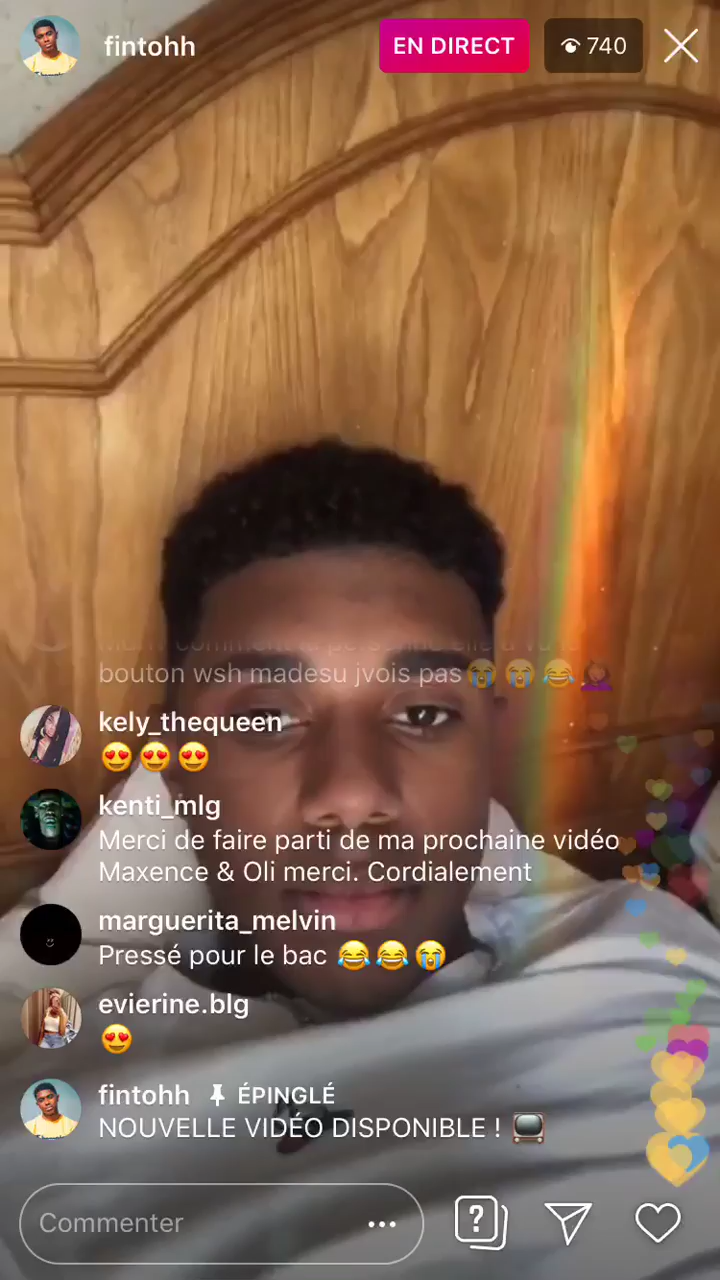 fintohh
EN DIRECT
740
bouton wsh madesu jvois pas😭😭😂🤦🏾‍♀️
kely_thequeen
😍😍😍
kenti_mlg
Merci de faire parti de ma prochaine vidéo
Maxence & Oli merci. Cordialement
marguerita_melvin
Pressé pour le bac 😂😂😭
evierine.blg
😍
fintohh 📌 ÉPINGLÉ
NOUVELLE VIDÉO DISPONIBLE ! 📺
Commenter